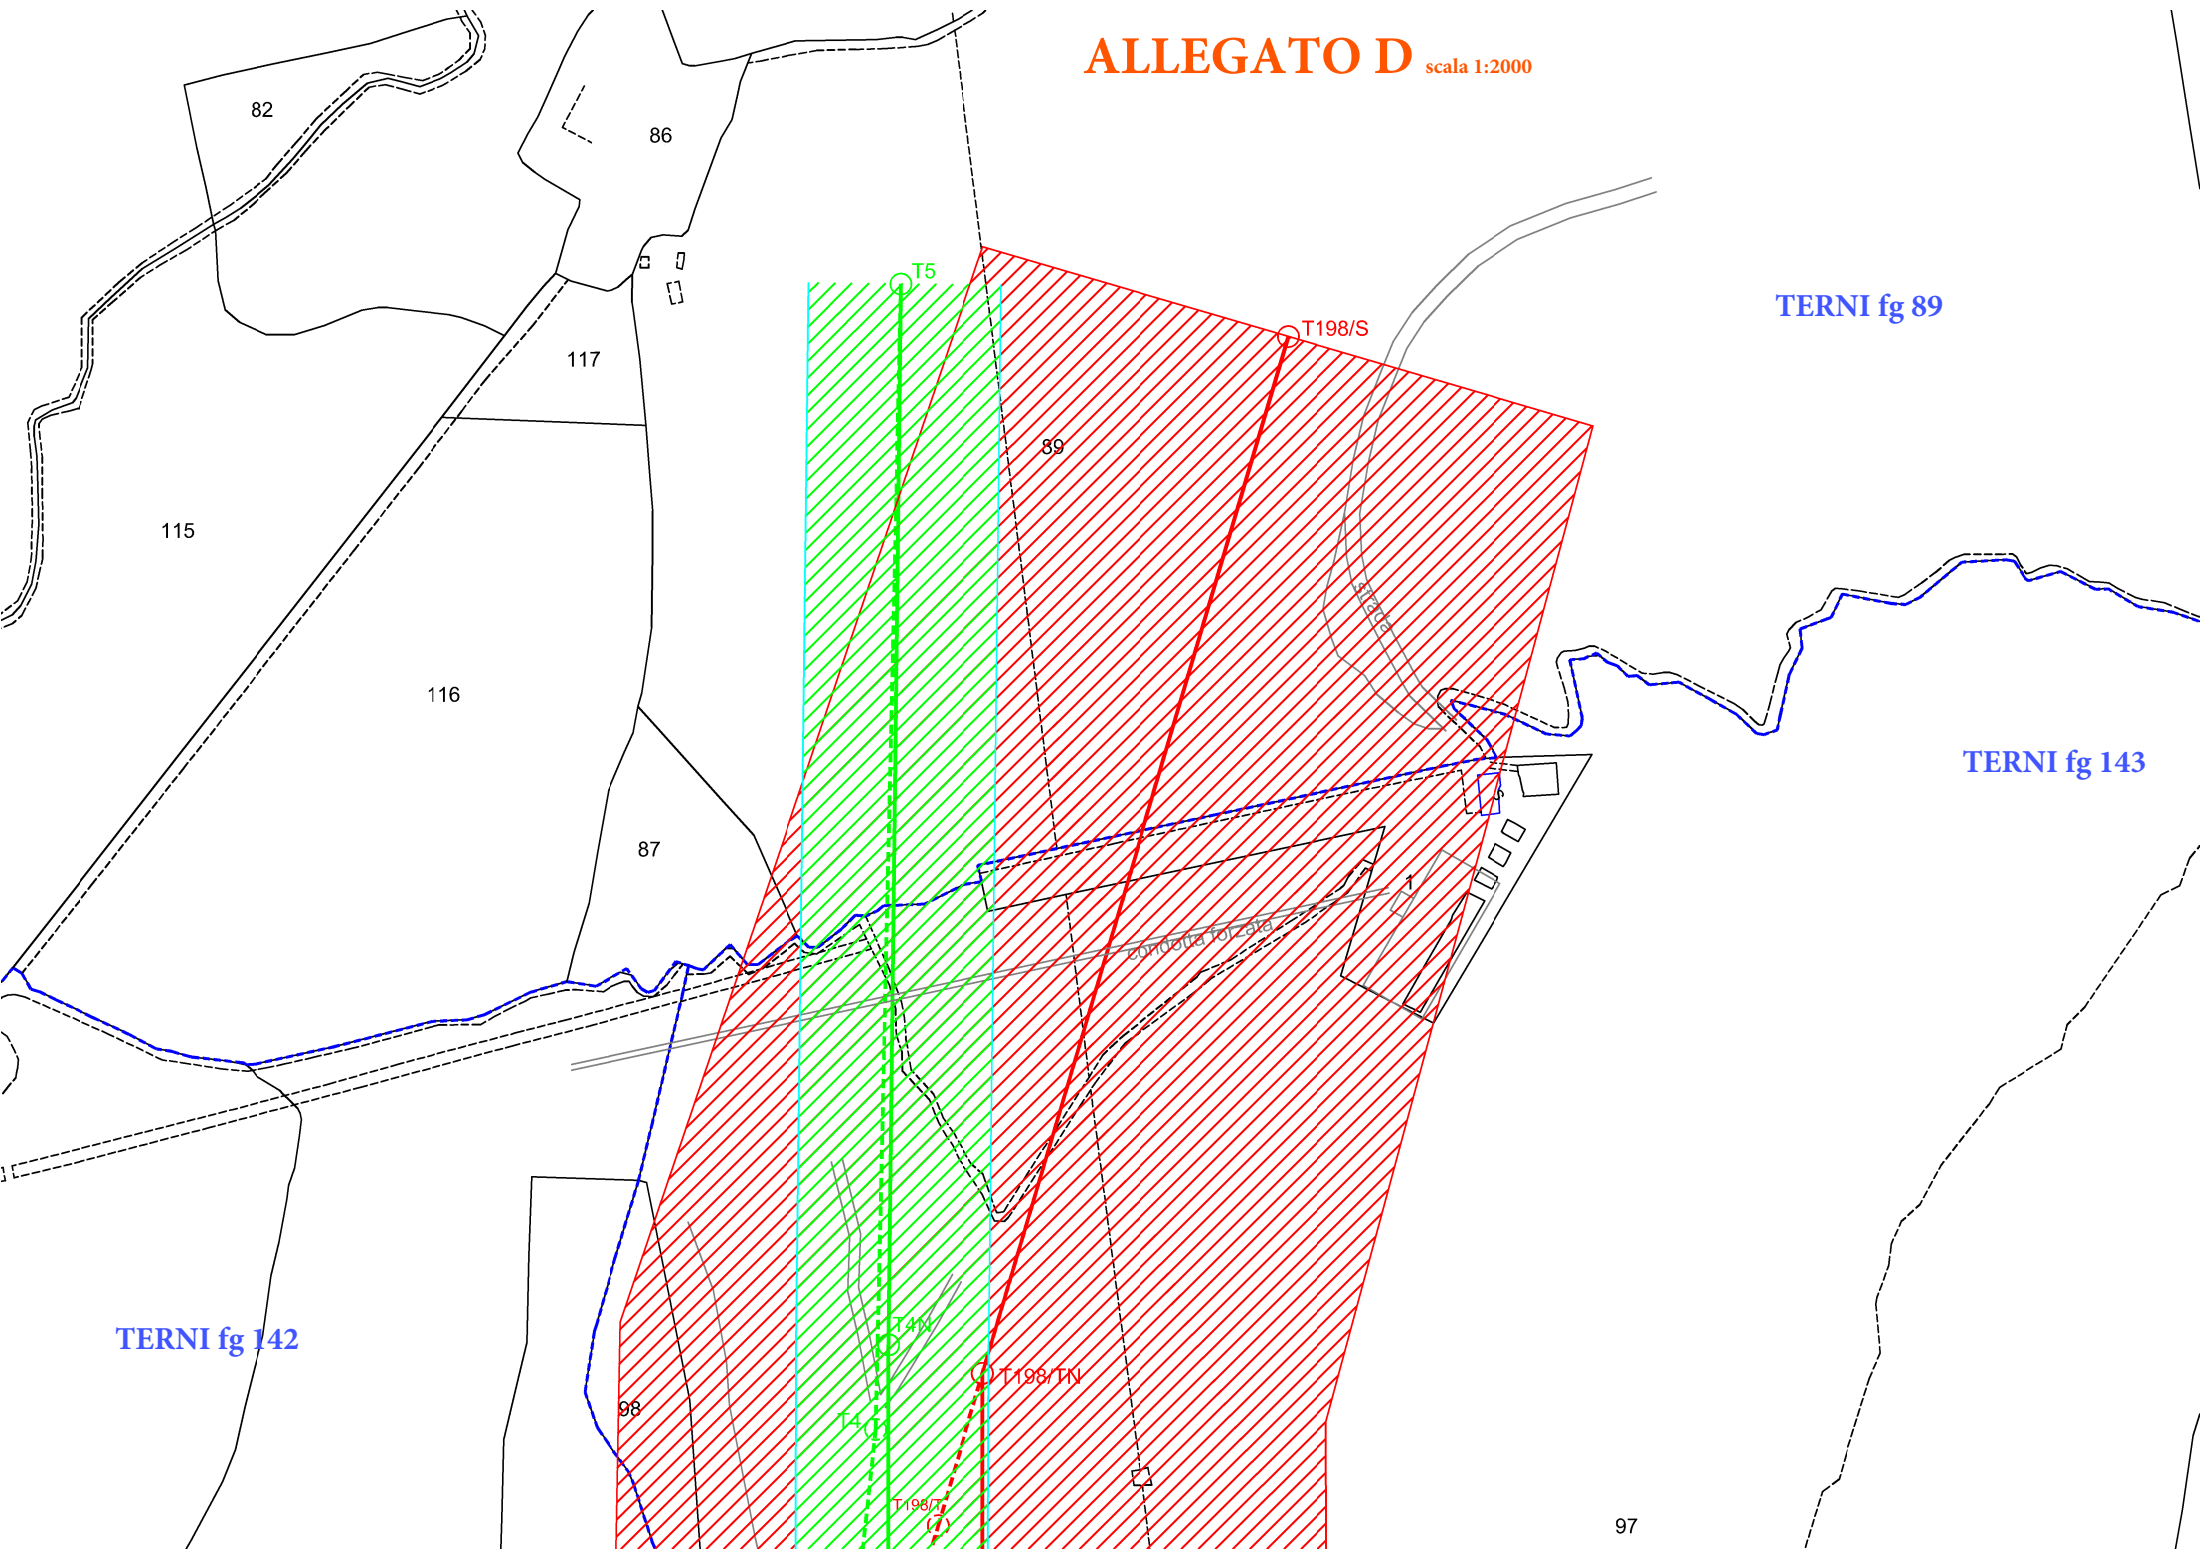 ALLEGATO D scala 1:2000
82
86
T5
TERNI fg 89
T198/S
117
89
115
strada
116
TERNI fg 143
87
1
condotta forzata
T4N
TERNI fg 142
T198/TN
98
T4
T198/T
97